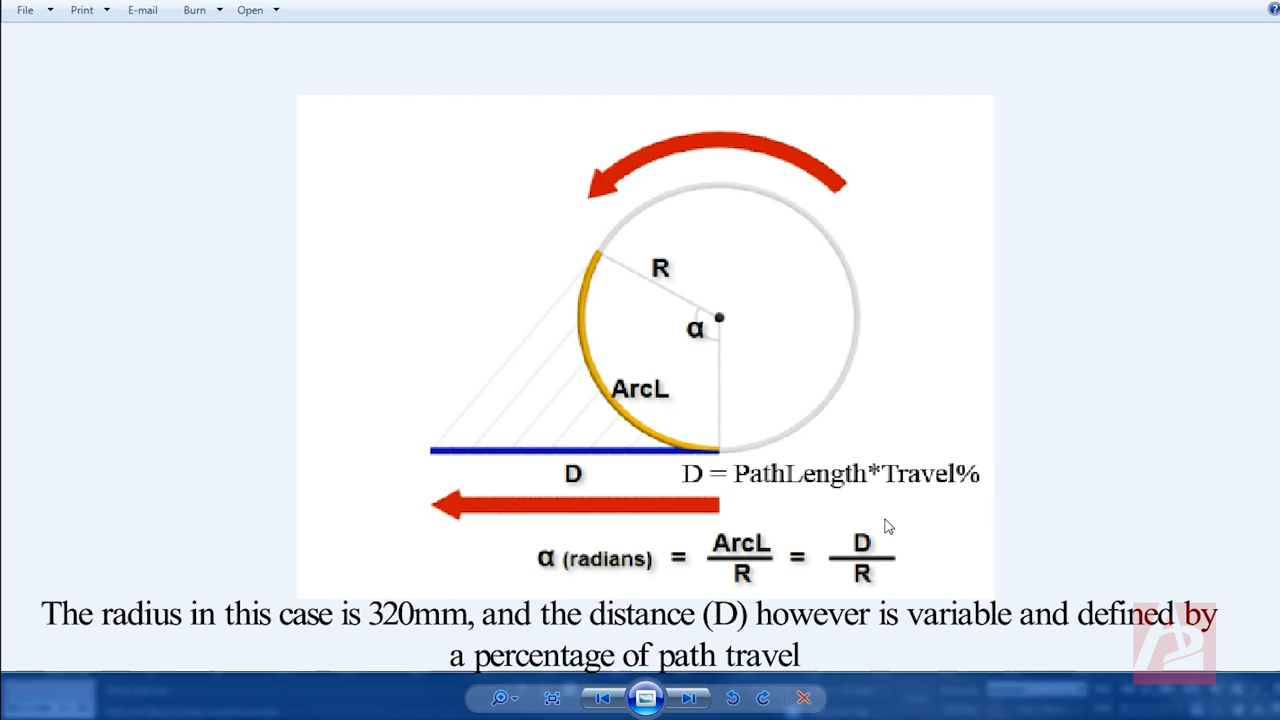 File Print E-mail Burn Open
R
α
ArcL
D
D = PathLength*Travel%
α (radians) = ArcL = D
R R
The radius in this case is 320mm, and the distance (D) however is variable and defined by
a percentage of path travel